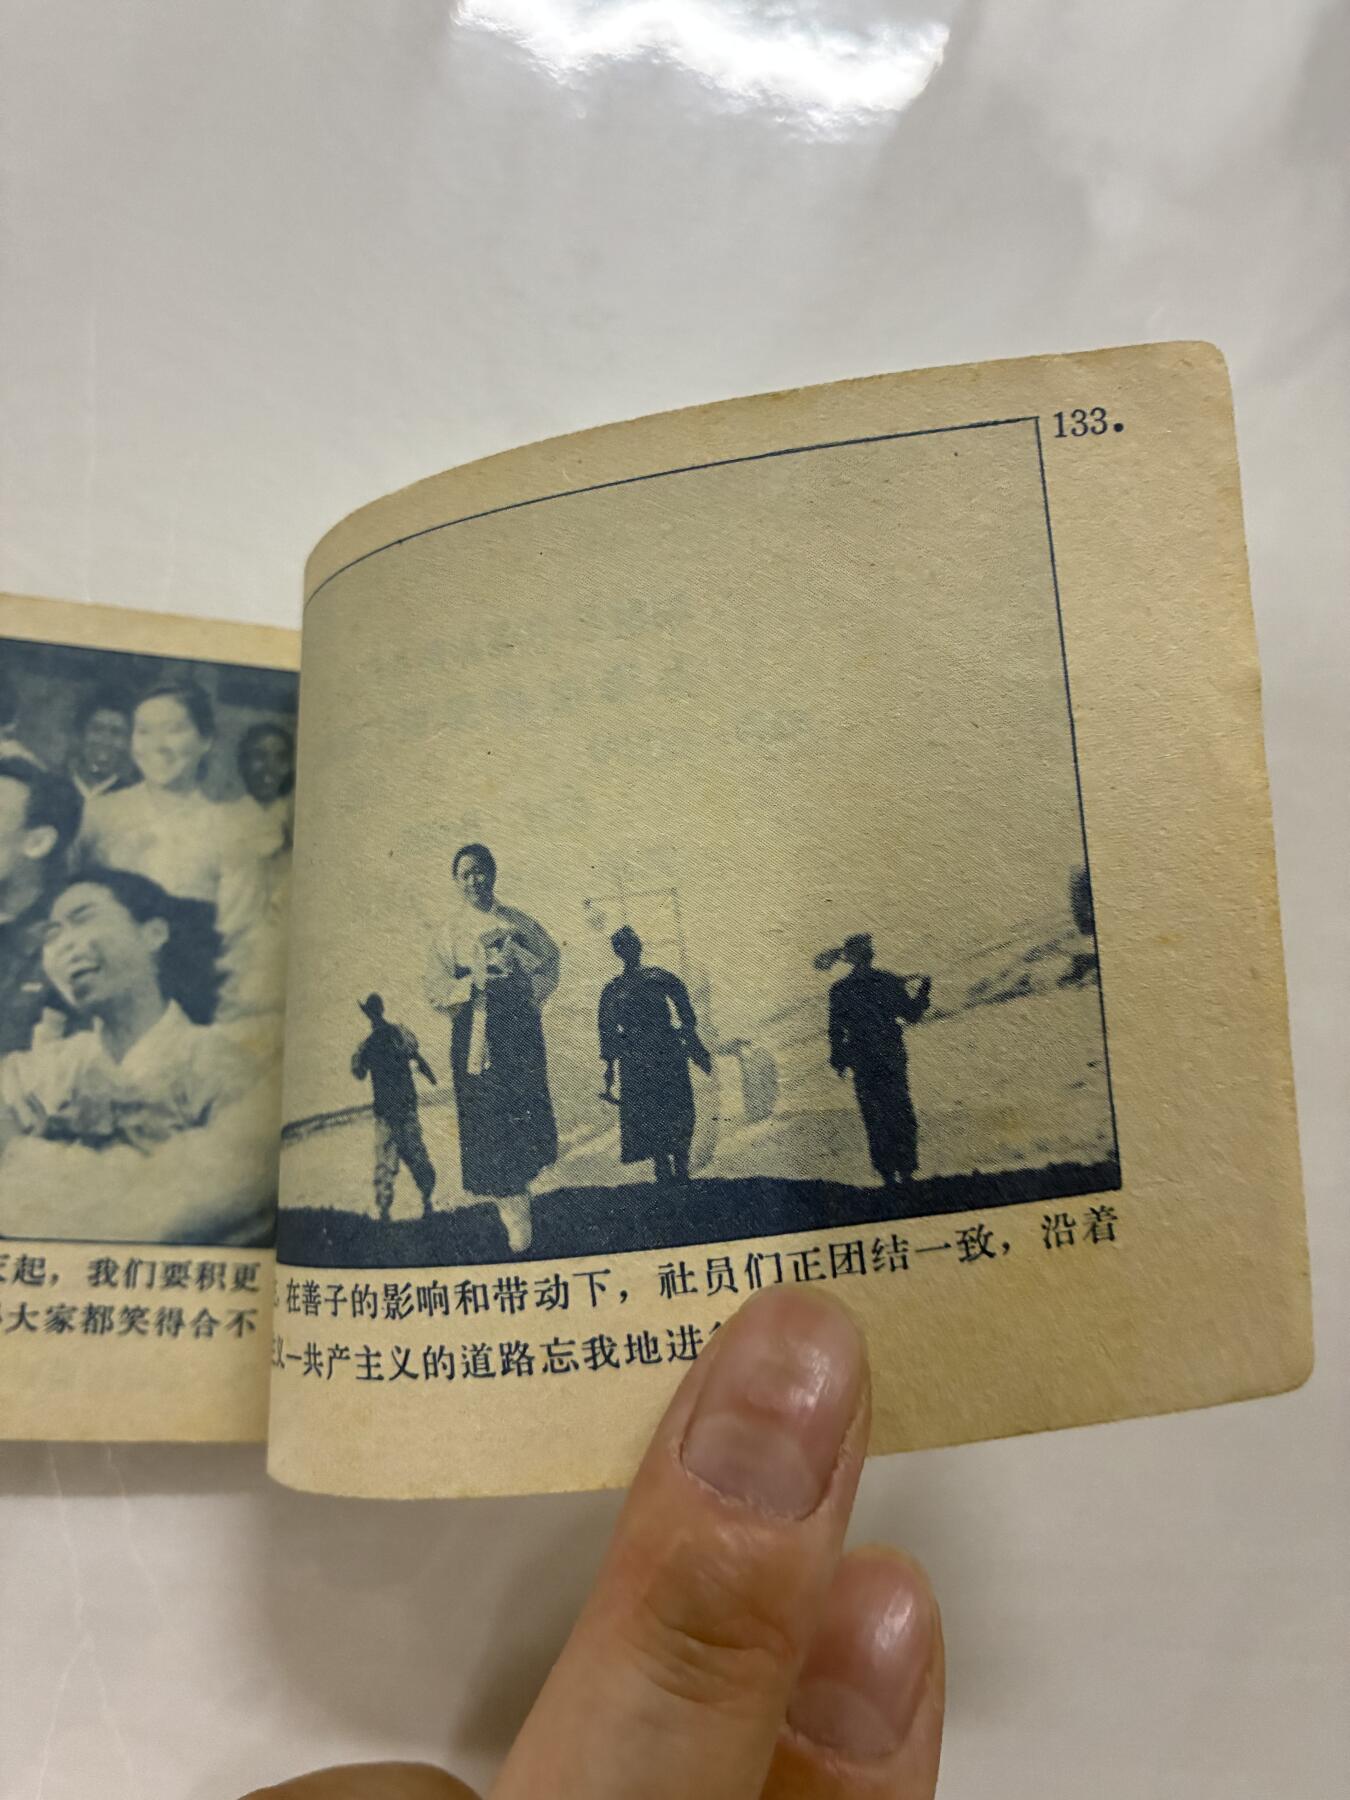 133.
起，我们要积更
大家都笑得合不
在善子的影响和带动下，社员们正团结一致，沿着
义—共产主义的道路忘我地进